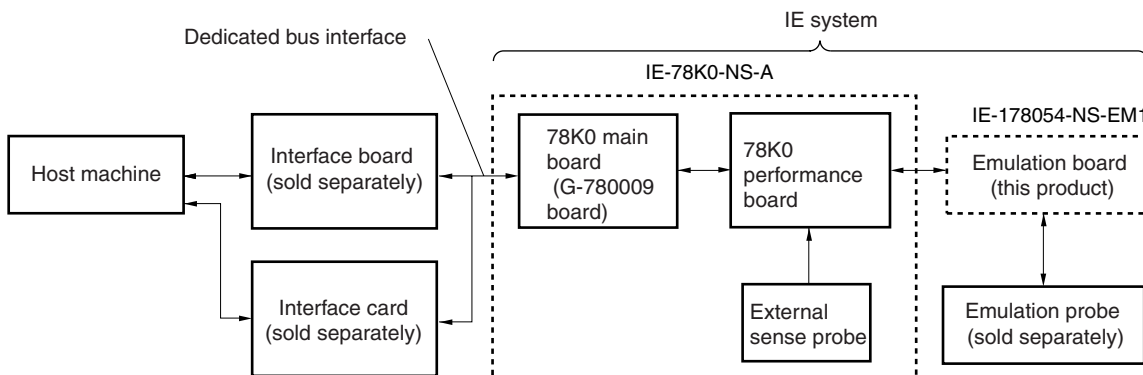 IE system
Dedicated bus interface
IE-78K0-NS-A
IE-178054-NS-EM1
Host machine
Interface board
(sold separately)
78K0 main
board
(G-780009
board)
78K0
performance
board
Emulation board
(this product)
Interface card
(sold separately)
External
sense probe
Emulation probe
(sold separately)